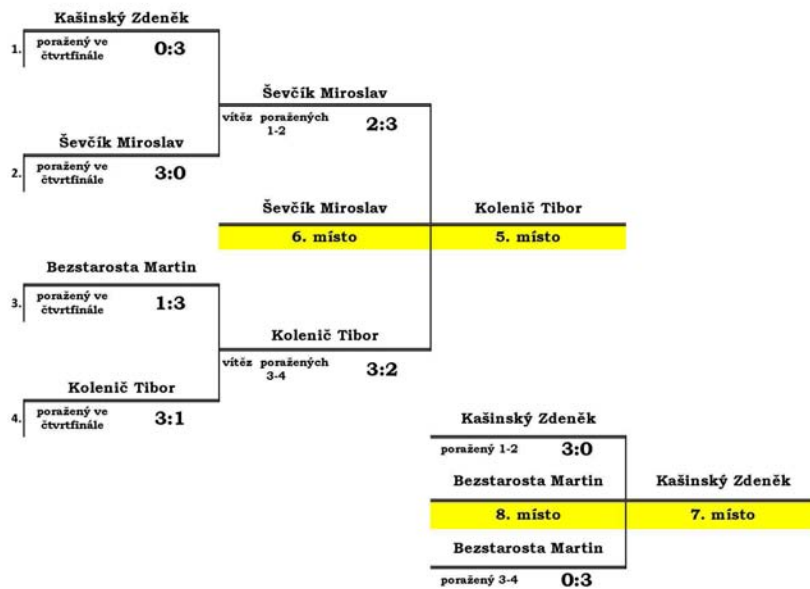 Kašinský Zdeněk
1. poražený ve
čtvrtfinále
0:3
Ševčík Miroslav
vítěz poražených
1-2
2:3
Ševčík Miroslav
2. poražený ve
čtvrtfinále
3:0
Ševčík Miroslav
6. místo
Kolenič Tibor
5. místo
Bezstarosta Martin
3. poražený ve
čtvrtfinále
1:3
Kolenič Tibor
vítěz poražených
3-4
3:2
Kolenič Tibor
4. poražený ve
čtvrtfinále
3:1
Kašinský Zdeněk
poražený 1-2 3:0
Bezstarosta Martin
8. místo
Kašinský Zdeněk
7. místo
Bezstarosta Martin
poražený 3-4 0:3